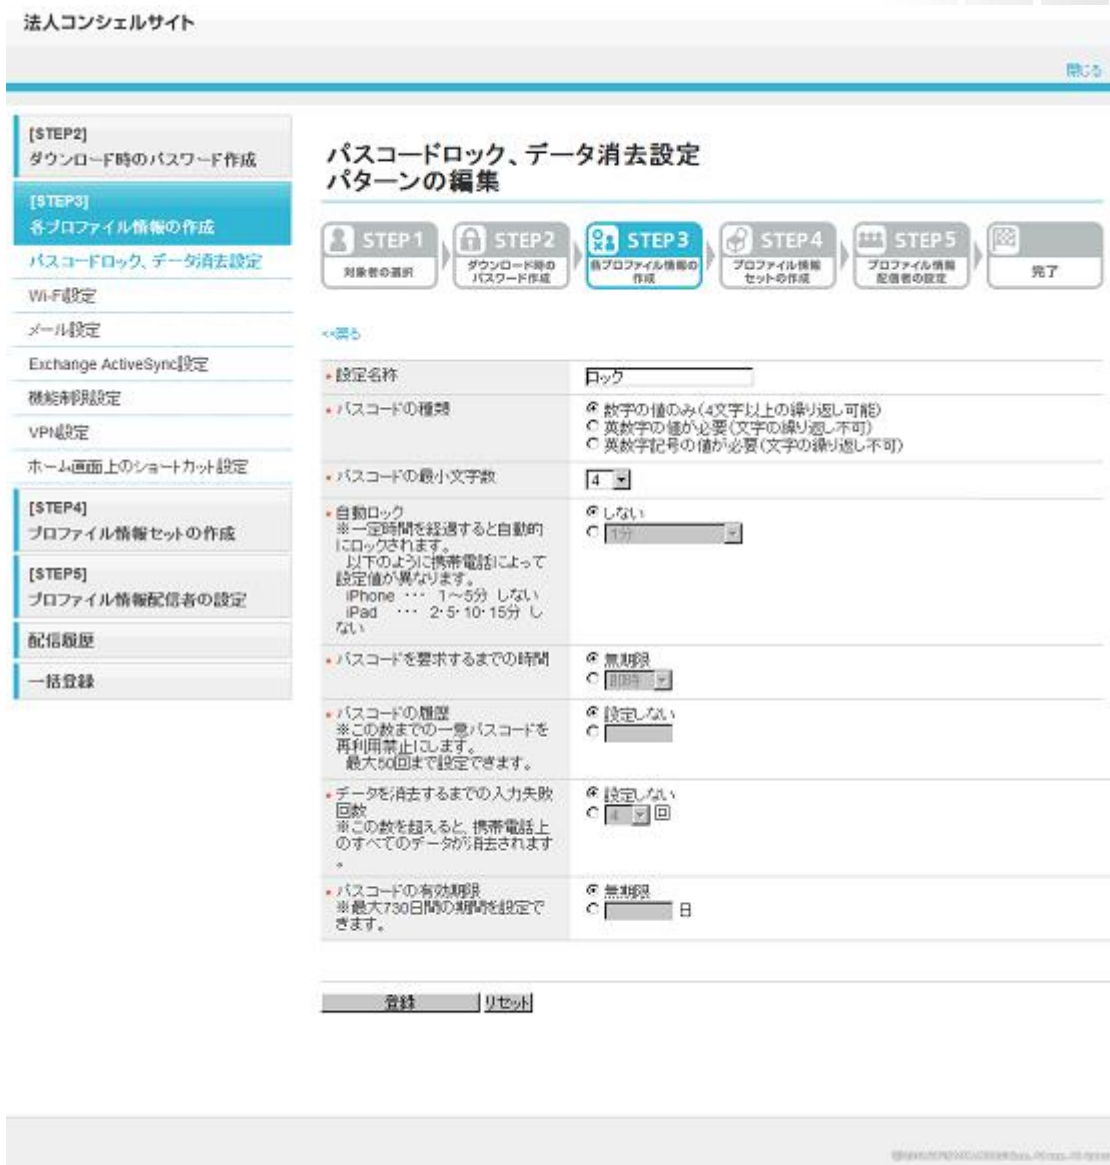 法人コンシェルサイト
閉じる
[STEP2]
ダウンロード時のパスワード作成
[STEP3]
各プロファイル情報の作成
パスコードロック、データ消去設定
Wi-Fi設定
メール設定
Exchange ActiveSync設定
機能制限設定
VPN設定
ホーム画面上のショートカット設定
[STEP4]
プロファイル情報セットの作成
[STEP5]
プロファイル情報配信者の設定
配信履歴
一括登録
パスコードロック、データ消去設定
パターンの編集
STEP1
対象者の選択
STEP2
ダウンロード時の
パスワード作成
STEP3
各プロファイル情報の
作成
STEP4
プロファイル情報
セットの作成
STEP5
プロファイル情報
配信者の設定
完了
<<戻る
設定名称
ロック
パスコードの種類
数字の値のみ(4文字以上の繰り返し可能)
英数字の値が必要(文字の繰り返し不可)
英数字記号の値が必要(文字の繰り返し不可)
パスコードの最小文字数
4
自動ロック
※一定時間を経過すると自動的
にロックされます。
以下のように携帯電話によって
設定値が異なります。
iPhone ・・・ 1～5分 しない
iPad ・・・ 2・5・10・15分 し
ない
しない
1分
パスコードを要求するまでの時間
無期限
即時
パスコードの履歴
※この数までの一意パスコードを
再利用禁止にします。
最大50回まで設定できます。
設定しない
データを消去するまでの入力失敗
回数
※この数を超えると、携帯電話上
のすべてのデータが消去されます
。
設定しない
4 回
パスコードの有効期限
※最大730日間の期間を設定で
きます。
無期限
日
登録 リセット